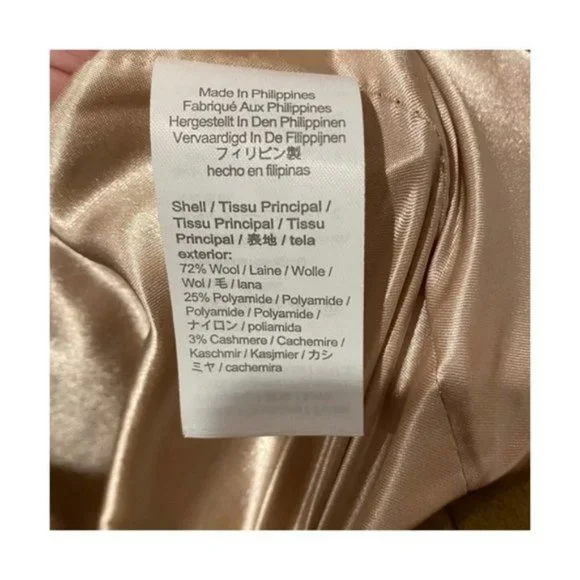 Made In Philippines
Fabriqué Aux Philippines
Hergestellt In Den Philippinen
Vervaardigd In De Filippijnen
フィリピン製
hecho en filipinas
Shell / Tissu Principal /
Tissu Principal / Tissu
Principal / 表地 / tela
exterior:
72% Wool / Laine / Wolle /
Wol / 毛 / lana
25% Polyamide / Polyamide /
Polyamide / Polyamide /
ナイロン / poliamida
3% Cashmere / Cachemire /
Kaschmir / Kasjmier / カシ
ミヤ / cachemira